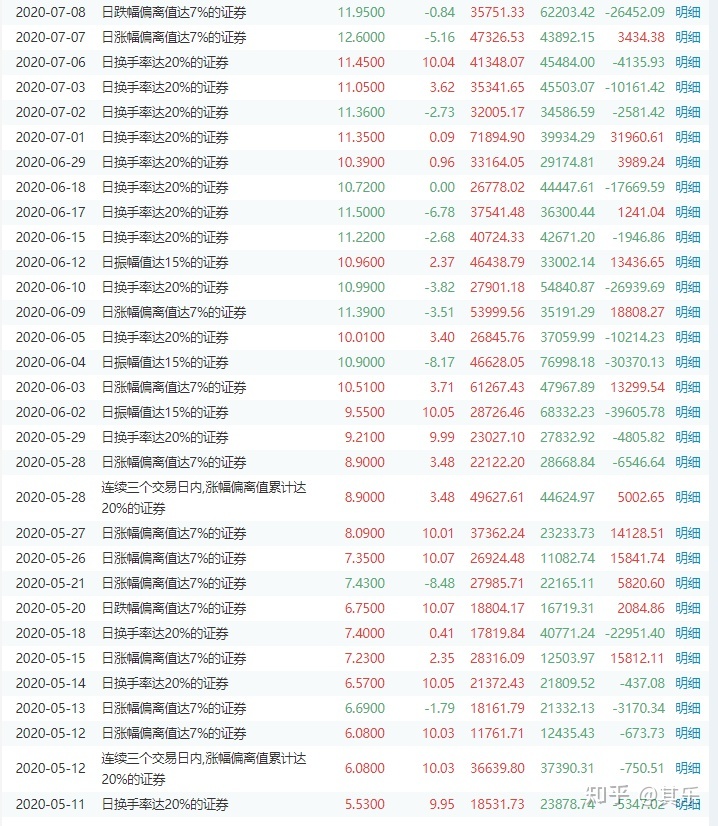 2020-07-08 日跌幅偏离值达7%的证券 11.9500 -0.84 35751.33 62203.42 -26452.09 明细
2020-07-07 日涨幅偏离值达7%的证券 12.6000 -5.16 47326.53 43892.15 3434.38 明细
2020-07-06 日换手率达20%的证券 11.4500 10.04 41348.07 45484.00 -4135.93 明细
2020-07-03 日换手率达20%的证券 11.0500 3.62 35341.65 45503.07 -10161.42 明细
2020-07-02 日换手率达20%的证券 11.3600 -2.73 32005.17 34586.59 -2581.42 明细
2020-07-01 日换手率达20%的证券 11.3500 0.09 71894.90 39934.29 31960.61 明细
2020-06-29 日换手率达20%的证券 10.3900 0.96 33164.05 29174.81 3989.24 明细
2020-06-18 日换手率达20%的证券 10.7200 0.00 26778.02 44447.61 -17669.59 明细
2020-06-17 日换手率达20%的证券 11.5000 -6.78 37541.48 36300.44 1241.04 明细
2020-06-15 日换手率达20%的证券 11.2200 -2.68 40724.33 42671.20 -1946.86 明细
2020-06-12 日振幅值达15%的证券 10.9600 2.37 46438.79 33002.14 13436.65 明细
2020-06-10 日换手率达20%的证券 10.9900 -3.82 27901.18 54840.87 -26939.69 明细
2020-06-09 日涨幅偏离值达7%的证券 11.3900 -3.51 53999.56 35191.29 18808.27 明细
2020-06-05 日换手率达20%的证券 10.0100 3.40 26845.76 37059.99 -10214.23 明细
2020-06-04 日振幅值达15%的证券 10.9000 -8.17 46628.05 76998.18 -30370.13 明细
2020-06-03 日涨幅偏离值达7%的证券 10.5100 3.71 61267.43 47967.89 13299.54 明细
2020-06-02 日振幅值达15%的证券 9.5500 10.05 28726.46 68332.23 -39605.78 明细
2020-05-29 日换手率达20%的证券 9.2100 9.99 23027.10 27832.92 -4805.82 明细
2020-05-28 日涨幅偏离值达7%的证券 8.9000 3.48 22122.20 28668.84 -6546.64 明细
2020-05-28 连续三个交易日内,涨幅偏离值累计达 8.9000 3.48 49627.61 44624.97 5002.65 明细
20%的证券
2020-05-27 日涨幅偏离值达7%的证券 8.0900 10.01 37362.24 23233.73 14128.51 明细
2020-05-26 日涨幅偏离值达7%的证券 7.3500 10.07 26924.48 11082.74 15841.74 明细
2020-05-21 日涨幅偏离值达7%的证券 7.4300 -8.48 27985.71 22165.11 5820.60 明细
2020-05-20 日跌幅偏离值达7%的证券 6.7500 10.07 18804.17 16719.31 2084.86 明细
2020-05-18 日换手率达20%的证券 7.4000 0.41 17819.84 40771.24 -22951.40 明细
2020-05-15 日涨幅偏离值达7%的证券 7.2300 2.35 28316.09 12503.97 15812.11 明细
2020-05-14 日换手率达20%的证券 6.5700 10.05 21372.43 21809.52 -437.08 明细
2020-05-13 日涨幅偏离值达7%的证券 6.6900 -1.79 18161.79 21332.13 -3170.34 明细
2020-05-12 日涨幅偏离值达7%的证券 6.0800 10.03 11761.71 12435.43 -673.73 明细
2020-05-12 连续三个交易日内,涨幅偏离值累计达 6.0800 10.03 36639.80 37390.31 -750.51 明细
20%的证券
2020-05-11 日换手率达20%的证券 5.5300 9.95 18531.73 23878.74 -5347.02 明细
知乎 @其乐